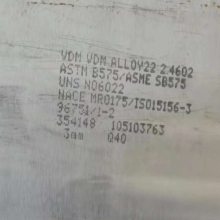 VDM VDM ALLOY22 2.4602
ASTM B575/ASME SB575
UNS N06022
NACE MR0175/ISO15156-3
96751/1-2
354148 105103763
3mm 040